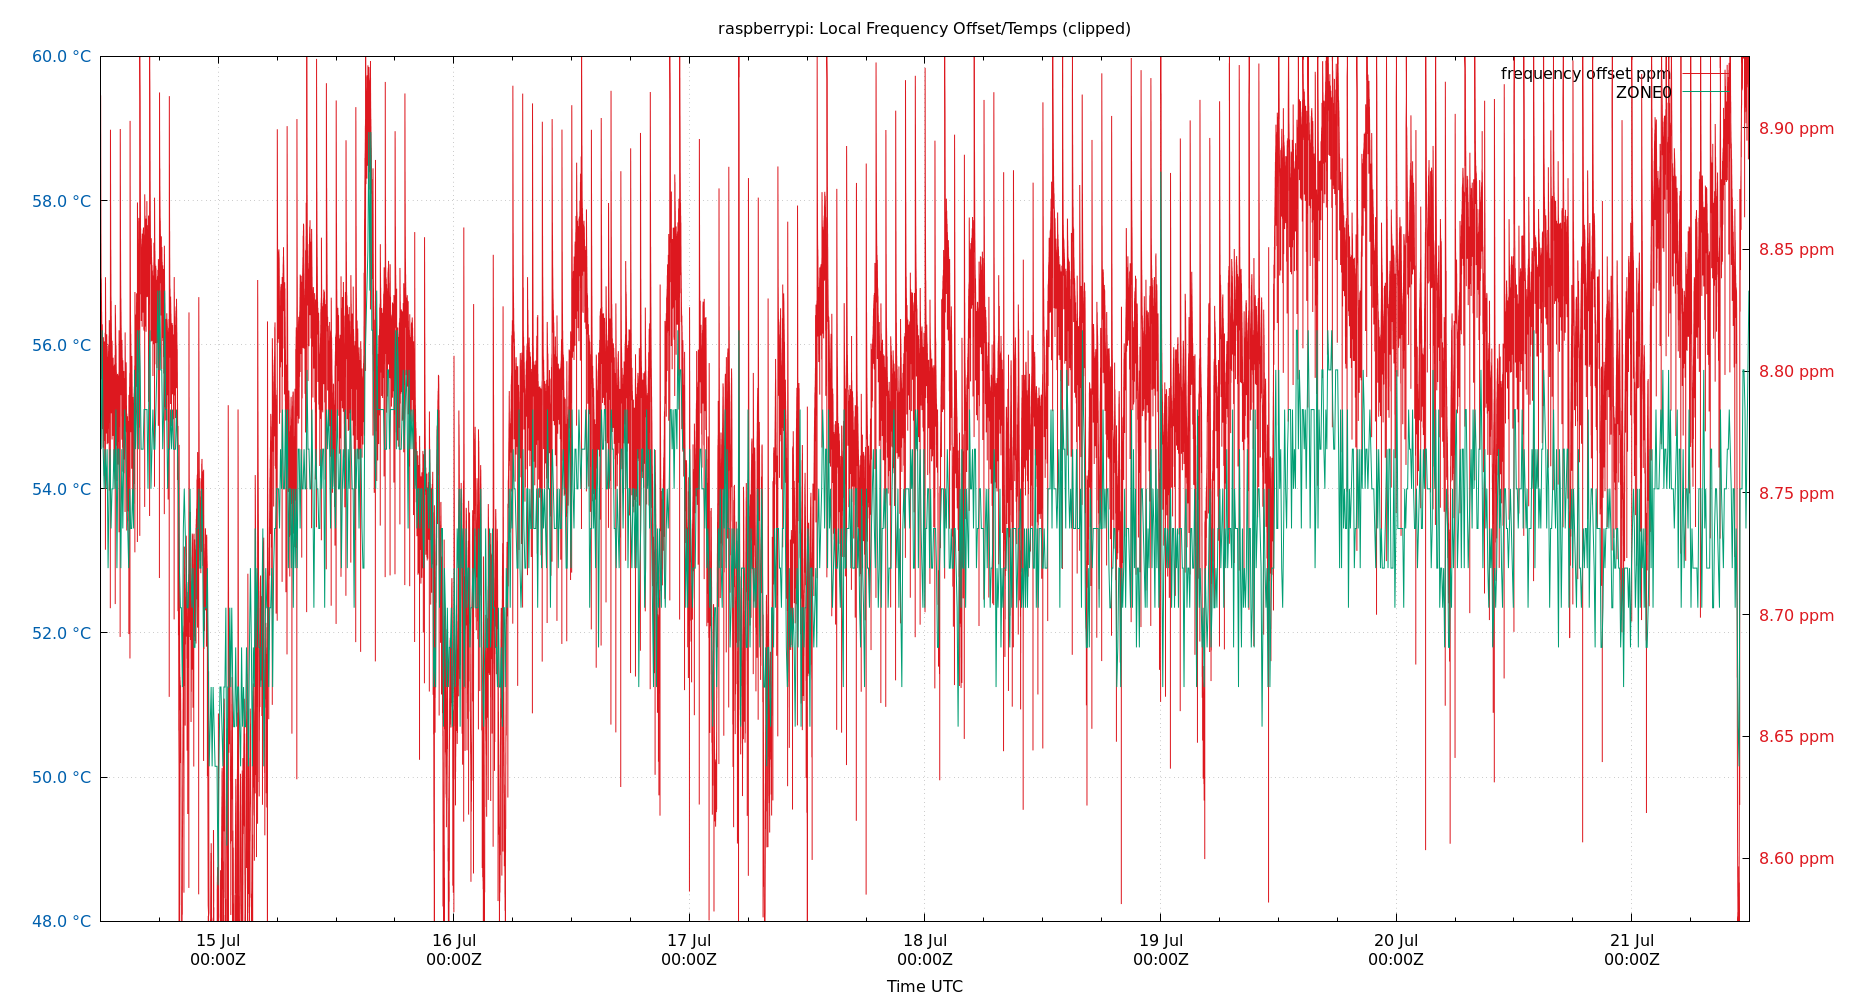 raspberrypi: Local Frequency Offset/Temps (clipped)
60.0 °C
58.0 °C
56.0 °C
54.0 °C
52.0 °C
50.0 °C
48.0 °C
frequency offset ppm
ZONE0
8.90 ppm
8.85 ppm
8.80 ppm
8.75 ppm
8.70 ppm
8.65 ppm
8.60 ppm
15 Jul 16 Jul 17 Jul 18 Jul 19 Jul 20 Jul 21 Jul
00:00Z 00:00Z 00:00Z 00:00Z 00:00Z 00:00Z 00:00Z
Time UTC